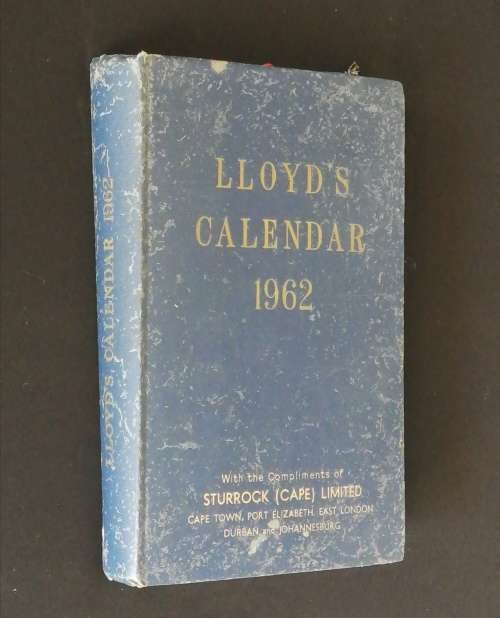 LLOYD'S CALENDAR 1962
LLOYD'S
CALENDAR
1962
With the Compliments of
STURROCK (CAPE) LIMITED
CAPE TOWN, PORT ELIZABETH, EAST LONDON
DURBAN and JOHANNESBURG